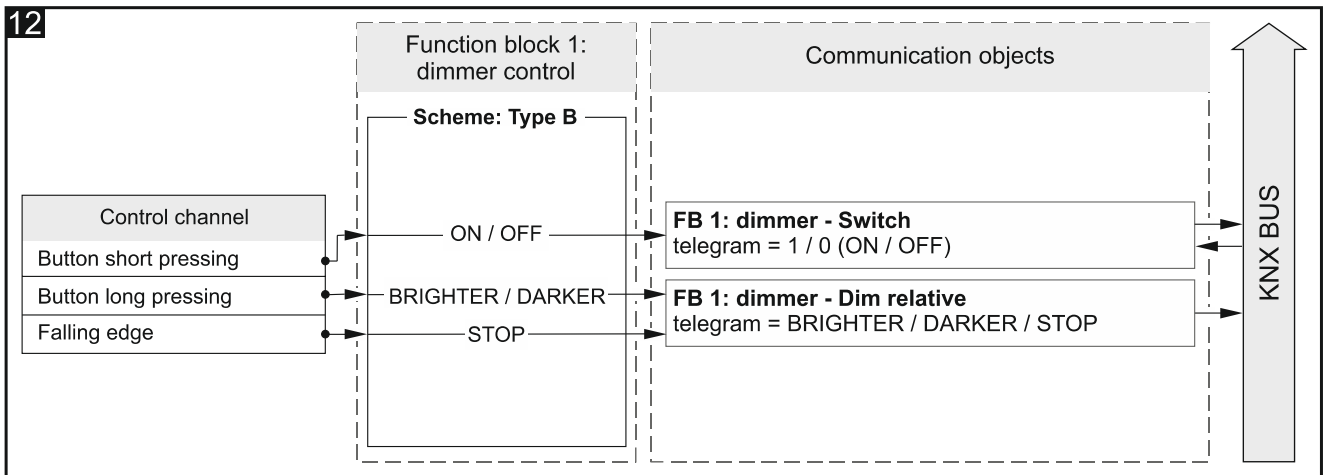 12
Function block 1:
dimmer control
Communication objects
Scheme: Type B
Control channel
Button short pressing
Button long pressing
Falling edge
ON / OFF
BRIGHTER / DARKER
STOP
FB 1: dimmer - Switch
telegram = 1 / 0 (ON / OFF)
FB 1: dimmer - Dim relative
telegram = BRIGHTER / DARKER / STOP
KNX BUS